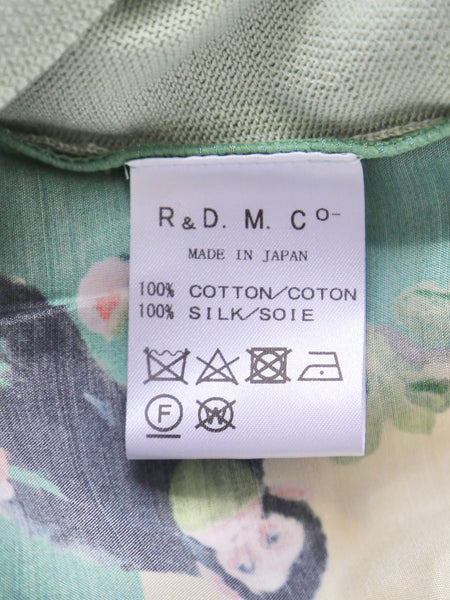 R&D. M. Co-
MADE IN JAPAN
100% COTTON/COTON
100% SILK/SOIE
F W